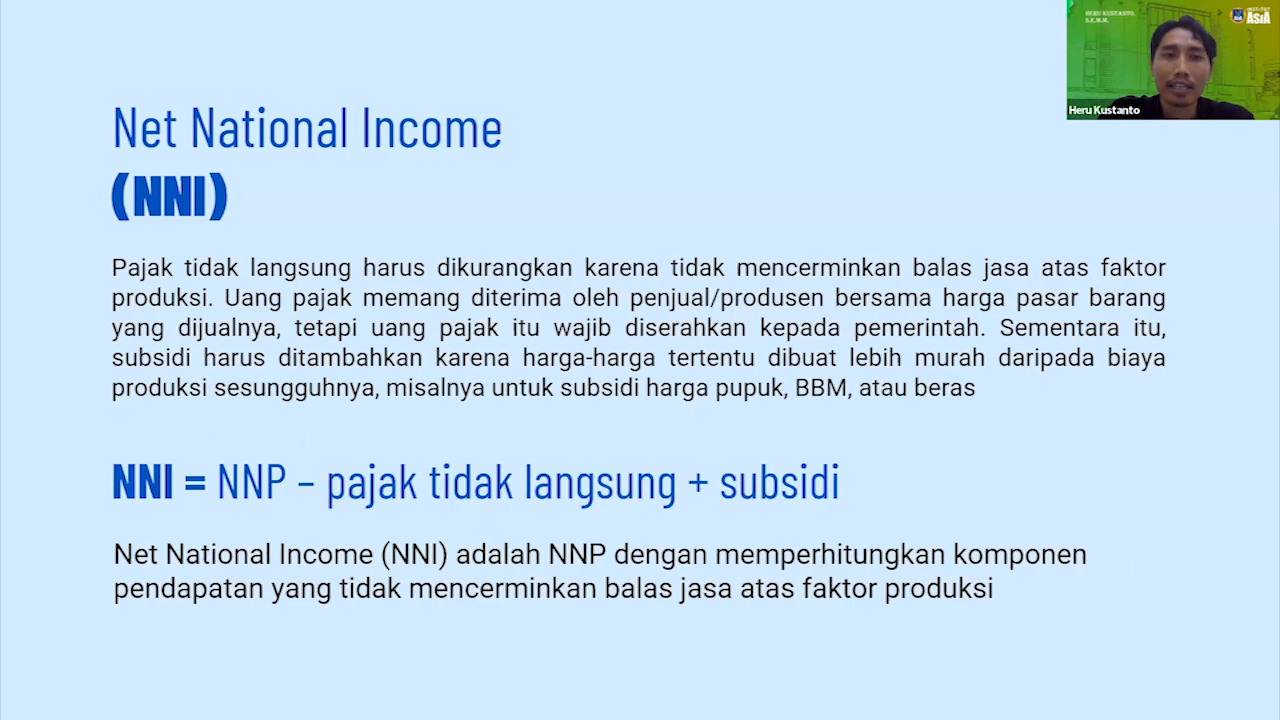 HERU KUSTANTO,
S.E.,M.M.
INSTITUT
ASIA
Heru Kustanto
Net National Income
(NNI)
Pajak tidak langsung harus dikurangkan karena tidak mencerminkan balas jasa atas faktor
produksi. Uang pajak memang diterima oleh penjual/produsen bersama harga pasar barang
yang dijualnya, tetapi uang pajak itu wajib diserahkan kepada pemerintah. Sementara itu,
subsidi harus ditambahkan karena harga-harga tertentu dibuat lebih murah daripada biaya
produksi sesungguhnya, misalnya untuk subsidi harga pupuk, BBM, atau beras
NNI = NNP – pajak tidak langsung + subsidi
Net National Income (NNI) adalah NNP dengan memperhitungkan komponen
pendapatan yang tidak mencerminkan balas jasa atas faktor produksi